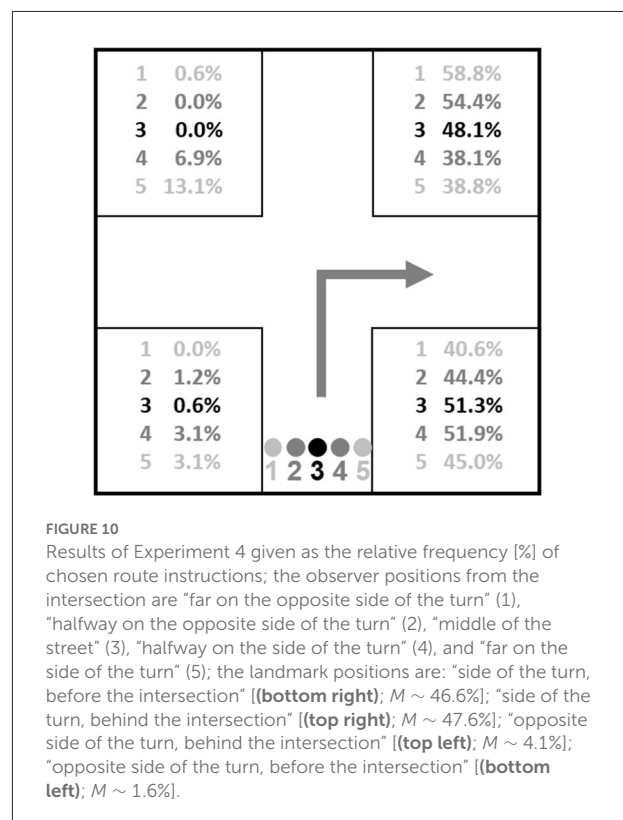 1 0.6%
2 0.0%
3 0.0%
4 6.9%
5 13.1%
1 58.8%
2 54.4%
3 48.1%
4 38.1%
5 38.8%
1 0.0%
2 1.2%
3 0.6%
4 3.1%
5 3.1%
1 2 3 4 5
1 40.6%
2 44.4%
3 51.3%
4 51.9%
5 45.0%
FIGURE 10
Results of Experiment 4 given as the relative frequency [%] of
chosen route instructions; the observer positions from the
intersection are “far on the opposite side of the turn” (1),
“halfway on the opposite side of the turn” (2), “middle of the
street” (3), “halfway on the side of the turn” (4), and “far on the
side of the turn” (5); the landmark positions are: “side of the turn,
before the intersection” [(bottom right); M ~ 46.6%]; “side of the
turn, behind the intersection” [(top right); M ~ 47.6%]; “opposite
side of the turn, behind the intersection” [(top left); M ~ 4.1%];
“opposite side of the turn, before the intersection” [(bottom
left); M ~ 1.6%].